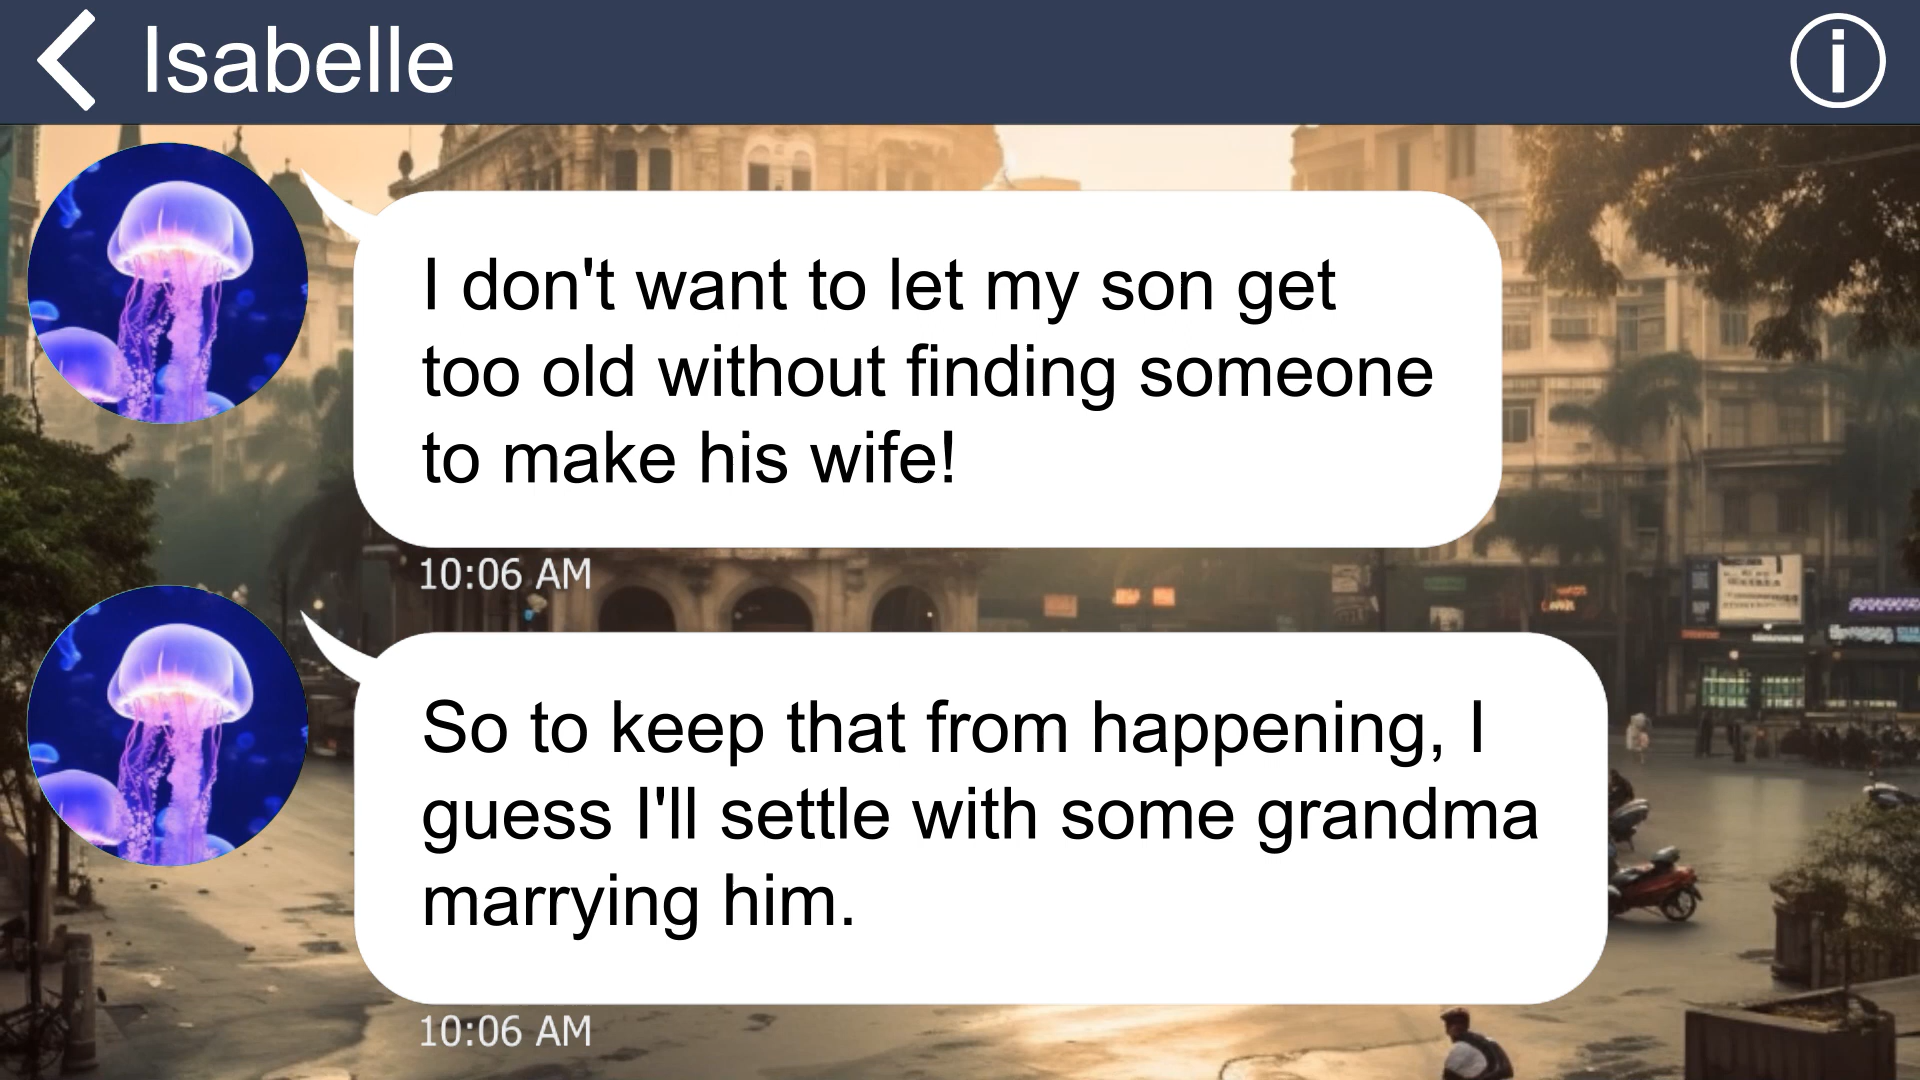 Isabelle
I don't want to let my son get
too old without finding someone
to make his wife!
10:06 AM
So to keep that from happening, I
guess I'll settle with some grandma
marrying him.
10:06 AM